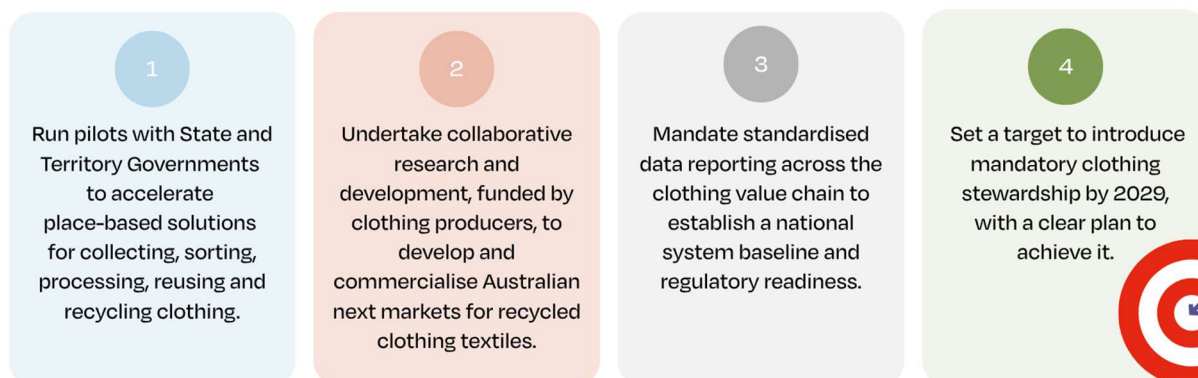 1
Run pilots with State and
Territory Governments
to accelerate
place-based solutions
for collecting, sorting,
processing, reusing and
recycling clothing.
2
Undertake collaborative
research and
development, funded by
clothing producers, to
develop and
commercialise Australian
next markets for recycled
clothing textiles.
3
Mandate standardised
data reporting across the
clothing value chain to
establish a national
system baseline and
regulatory readiness.
4
Set a target to introduce
mandatory clothing
stewardship by 2029,
with a clear plan to
achieve it.